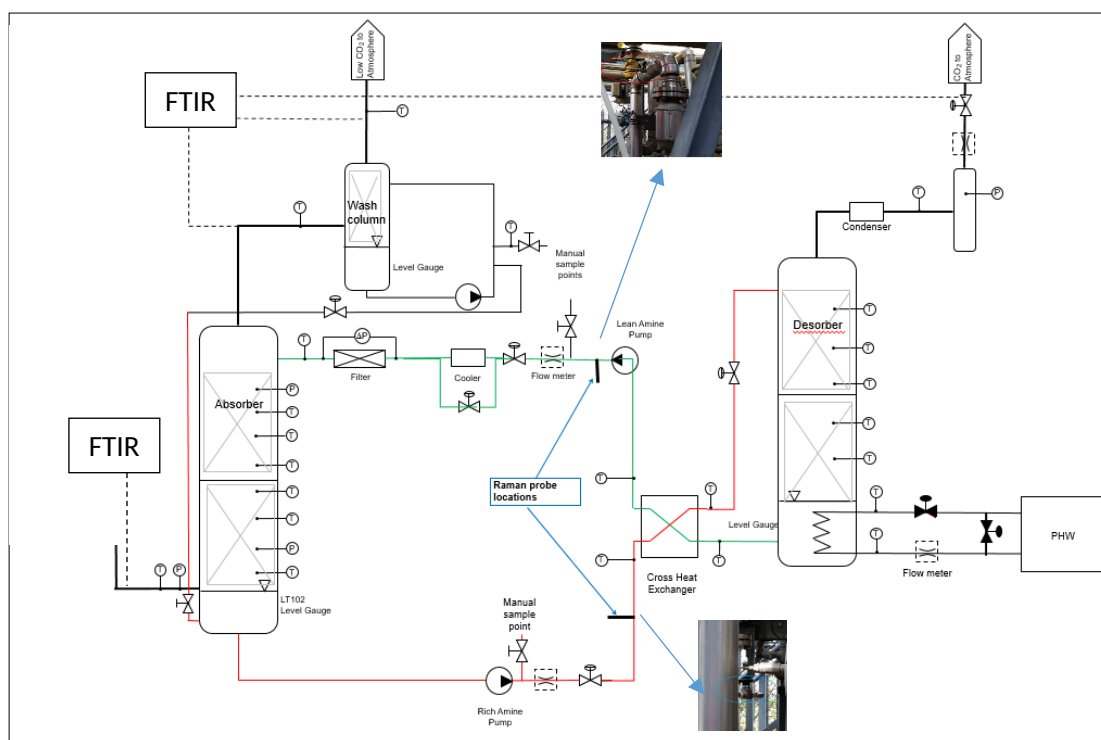 Low CO2 to
Atmosphere
CO2 to
Atmosphere
FTIR
T
Wash
column
T
T
Level Gauge
Manual
sample
points
Condenser
T
P
Lean Amine
Pump
T
ΔP
Filter
Cooler
Flow meter
Desorber
T
T
T
T
T
Absorber
P
T
T
T
T
T
P
T
FTIR
T
P
LT102
Level Gauge
Raman probe
locations
T
T
T
T
Cross Heat
Exchanger
Level Gauge
T
T
Flow meter
PHW
Manual
sample
point
Rich Amine
Pump